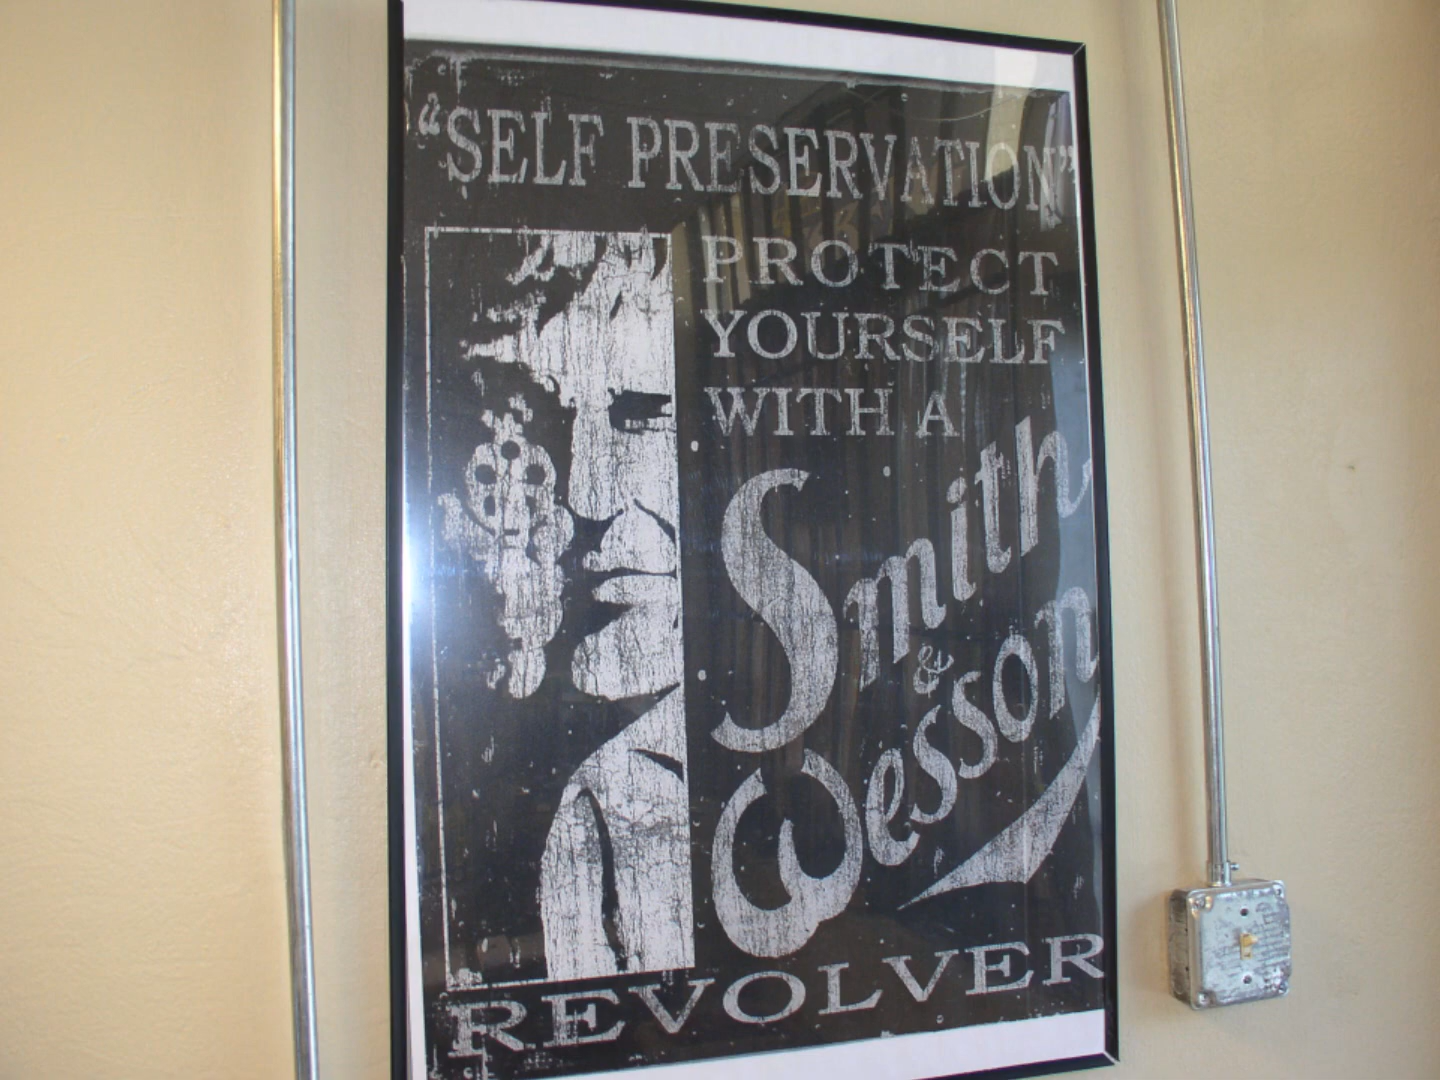 "SELF PRESERVATION"
PROTECT
YOURSELF
WITH A
Smith
&
Wesson
REVOLVER